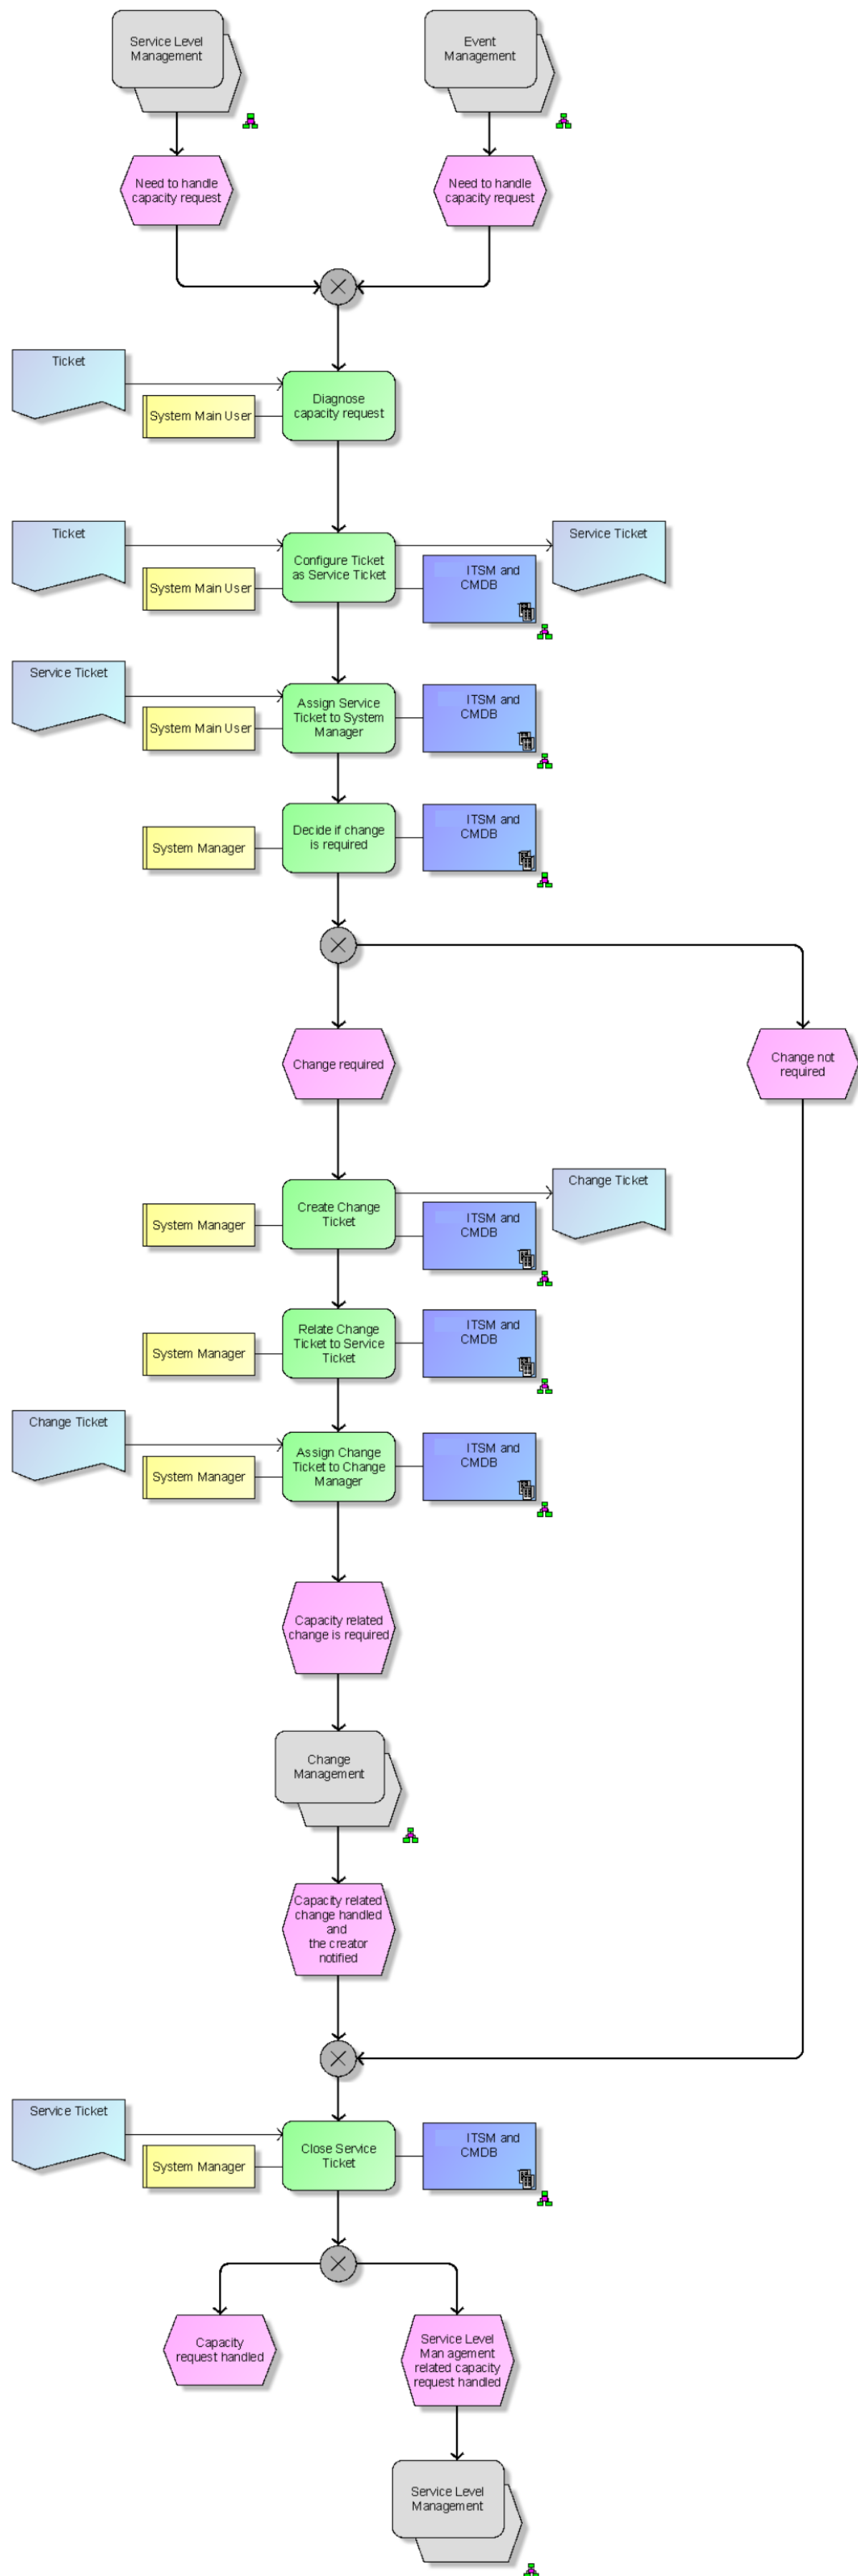 Service Level
Management
Event
Management
Need to handle
capacity request
Need to handle
capacity request
Ticket
System Main User
Diagnose
capacity request
Ticket
System Main User
Configure Ticket
as Service Ticket
ITSM and
CMDB
Service Ticket
Service Ticket
System Main User
Assign Service
Ticket to System
Manager
ITSM and
CMDB
System Manager
Decide if change
is required
ITSM and
CMDB
Change required
Change not
required
System Manager
Create Change
Ticket
ITSM and
CMDB
Change Ticket
System Manager
Relate Change
Ticket to Service
Ticket
ITSM and
CMDB
Change Ticket
System Manager
Assign Change
Ticket to Change
Manager
ITSM and
CMDB
Capacity related
change is required
Change
Management
Capacity related
change handled
and
the creator
notified
Service Ticket
System Manager
Close Service
Ticket
ITSM and
CMDB
Capacity
request handled
Service Level
Man agement
related capacity
request handled
Service Level
Management